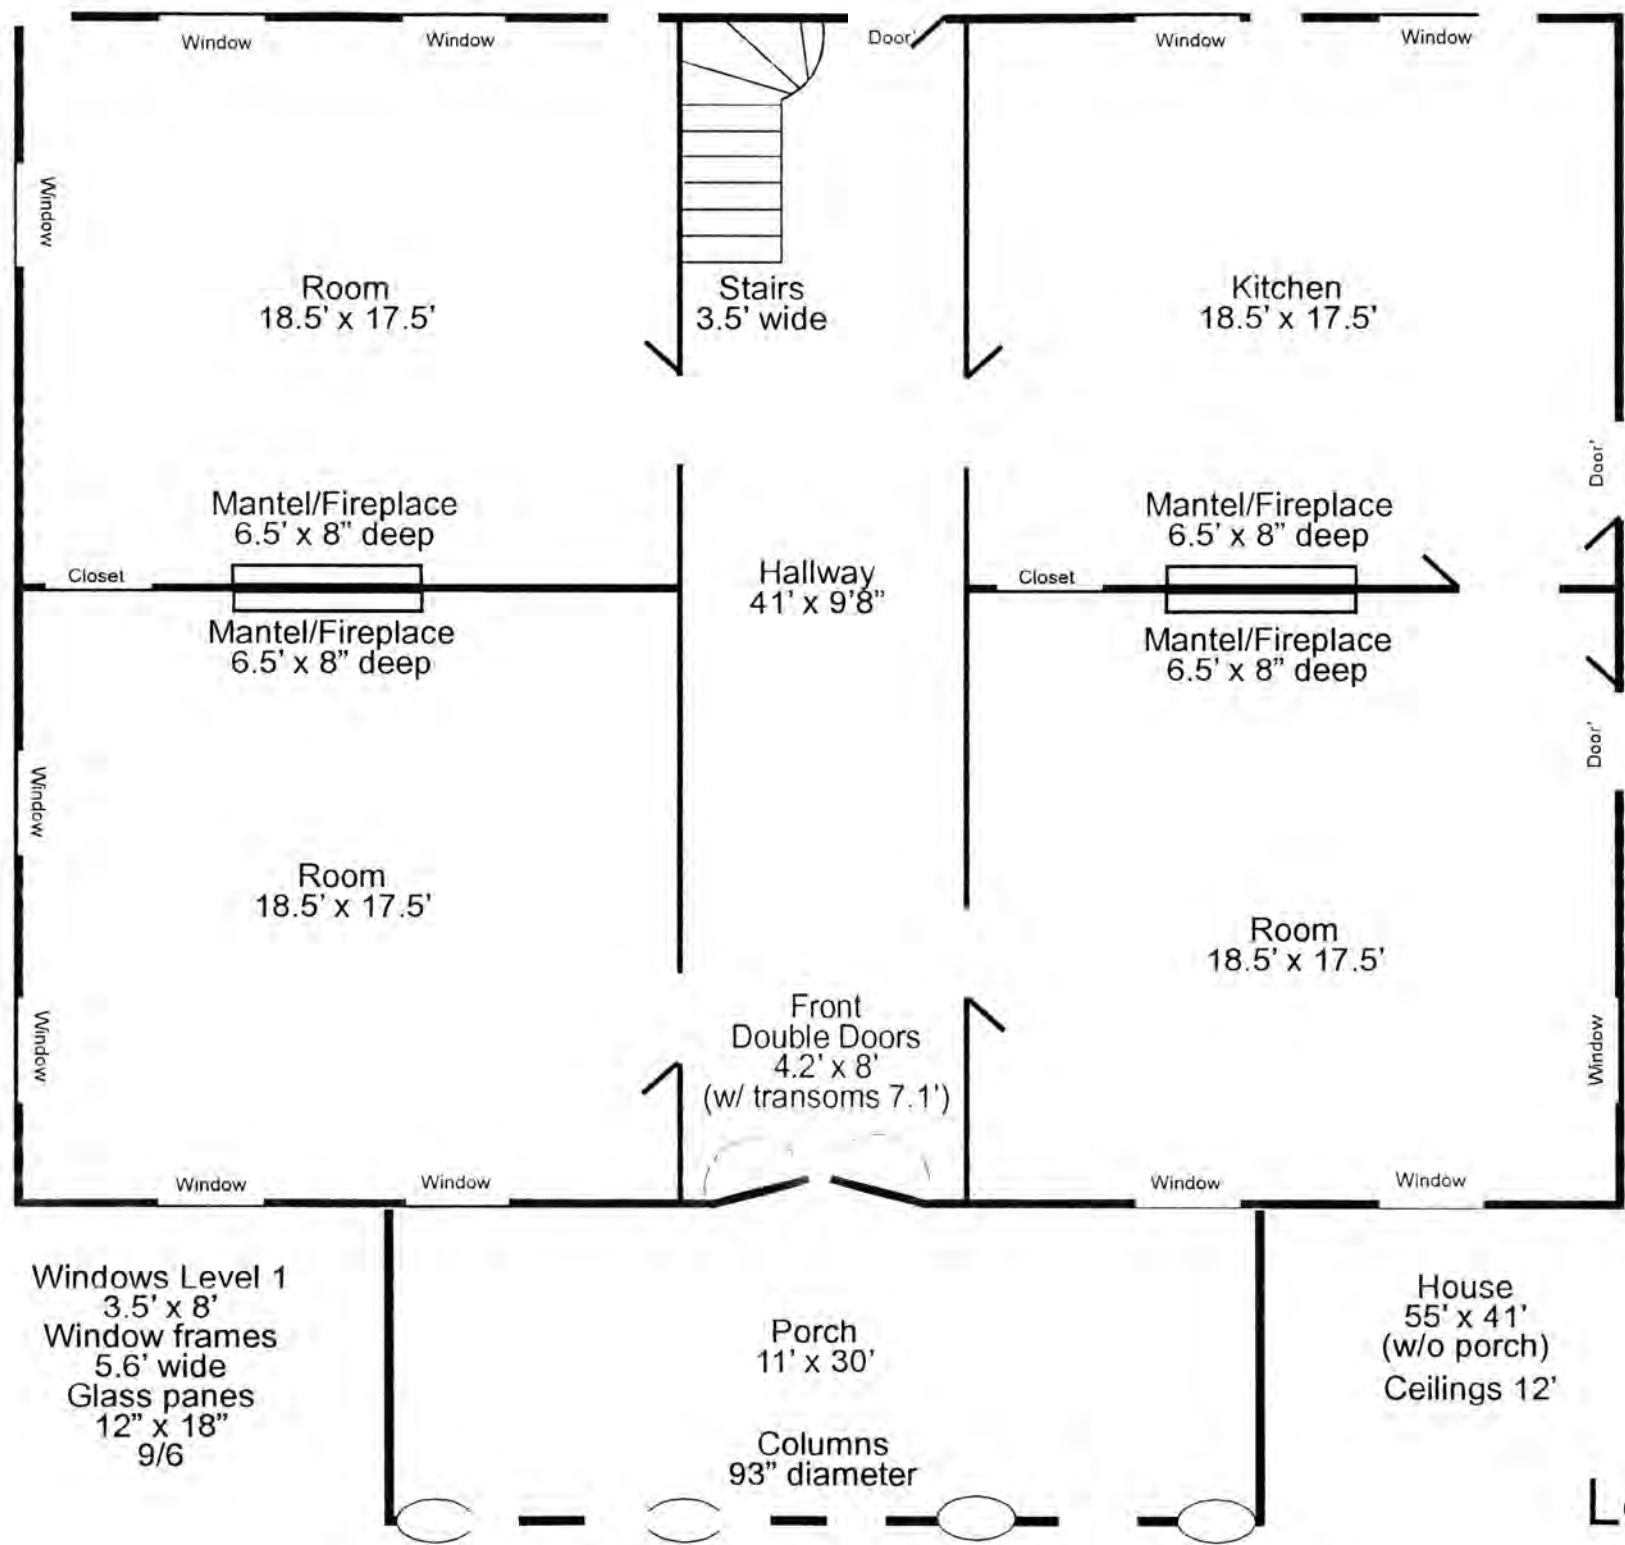 Window
Window
Door'
Window
Window
Window
Room
18.5' x 17.5'
Stairs
3.5' wide
Kitchen
18.5' x 17.5'
Door'
Mantel/Fireplace
6.5' x 8" deep
Mantel/Fireplace
6.5' x 8" deep
Closet
Hallway
41' x 9'8"
Closet
Mantel/Fireplace
6.5' x 8" deep
Mantel/Fireplace
6.5' x 8" deep
Door'
Window
Room
18.5' x 17.5'
Room
18.5' x 17.5'
Front
Double Doors
4.2' x 8'
(w/ transoms 7.1')
Window
Window
Window
Window
Window
Window
Windows Level 1
3.5' x 8'
Window frames
5.6' wide
Glass panes
12" x 18"
9/6
Porch
11' x 30'
Columns
93" diameter
House
55' x 41'
(w/o porch)
Ceilings 12'